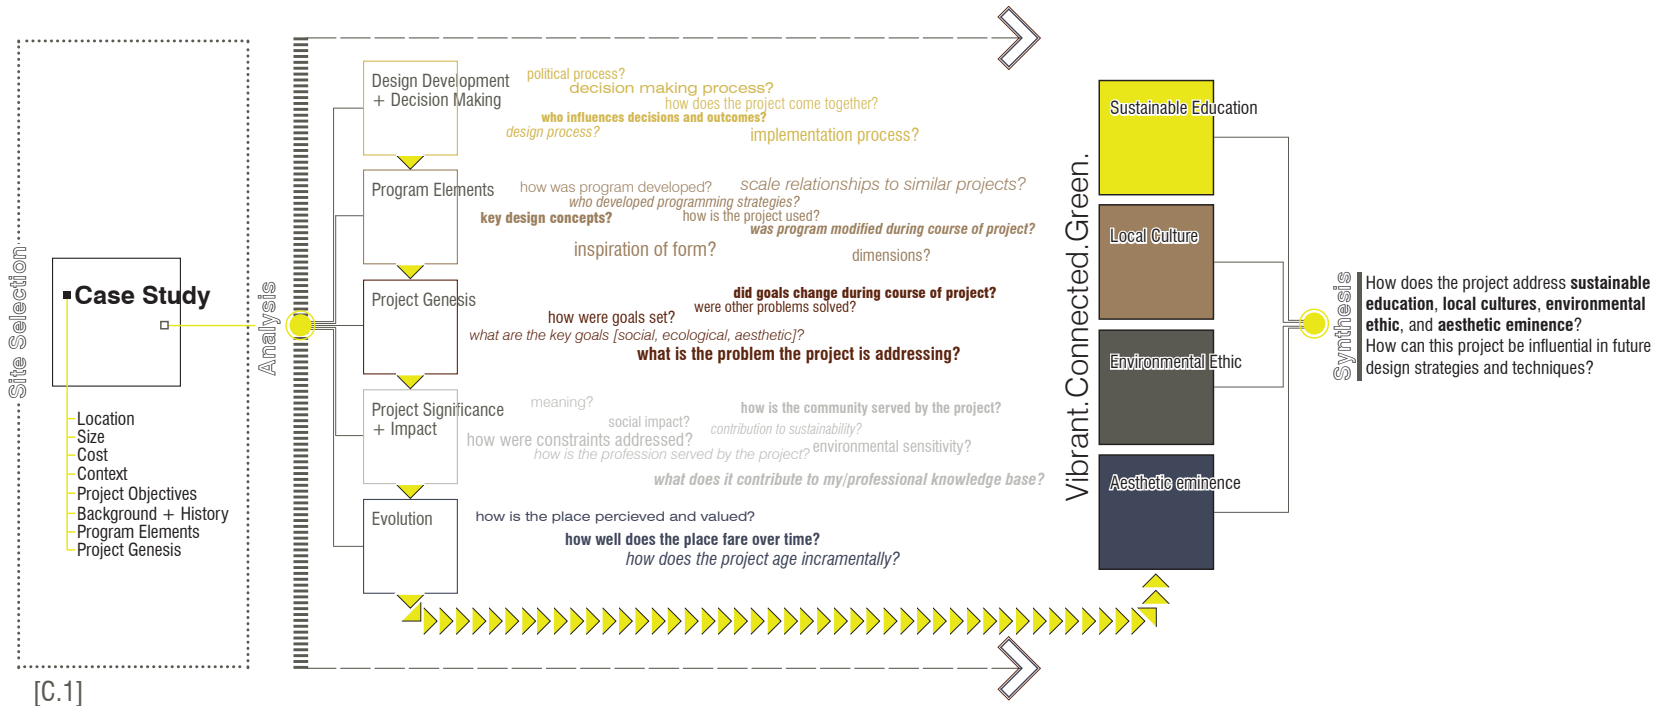 Site Selection
Case Study
Location
Size
Cost
Context
Project Objectives
Background + History
Program Elements
Project Genesis
[C.1]
Analysis
Design Development
+ Decision Making
political process?
decision making process?
how does the project come together?
who influences decisions and outcomes?
design process?
implementation process?
Program Elements
how was program developed?
scale relationships to similar projects?
who developed programming strategies?
key design concepts?
how is the project used?
was program modified during course of project?
inspiration of form?
dimensions?
Project Genesis
did goals change during course of project?
were other problems solved?
how were goals set?
what are the key goals [social, ecological, aesthetic]?
what is the problem the project is addressing?
Project Significance
+ Impact
meaning?
how is the community served by the project?
social impact?
contribution to sustainability?
how were constraints addressed?
environmental sensitivity?
how is the profession served by the project?
what does it contribute to my/professional knowledge base?
Evolution
how is the place percieved and valued?
how well does the place fare over time?
how does the project age incramentally?
Vibrant. Connected. Green.
Sustainable Education
Local Culture
Environmental Ethic
Aesthetic eminence
Synthesis
How does the project address sustainable
education, local cultures, environmental
ethic, and aesthetic eminence?
How can this project be influential in future
design strategies and techniques?